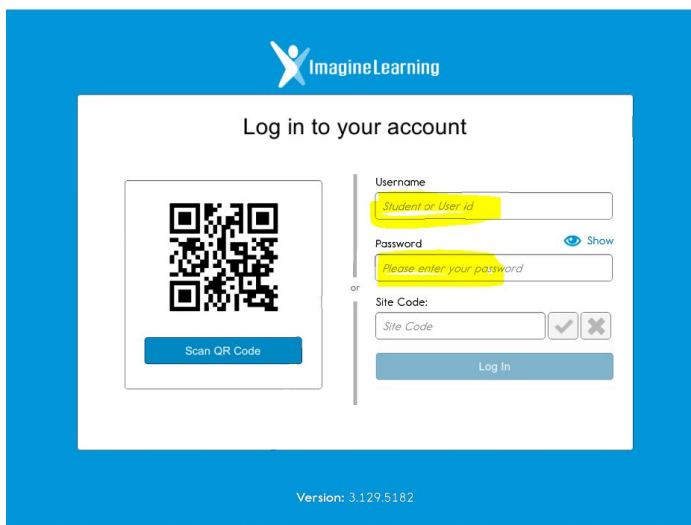 ImagineLearning
Log in to your account
Scan QR Code
or
Username
Student or User id
Password
Show
Please enter your password
Site Code:
Site Code
Log In
Version: 3.129.5182